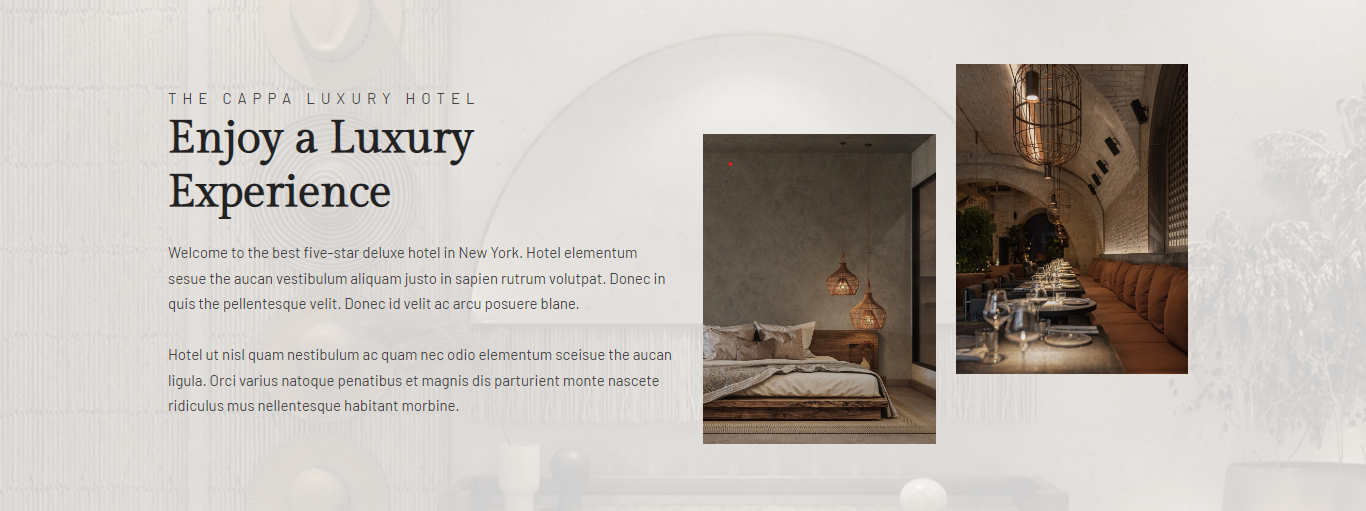 THE CAPPA LUXURY HOTEL
Enjoy a Luxury
Experience
Welcome to the best five-star deluxe hotel in New York. Hotel elementum
sesue the aucan vestibulum aliquam justo in sapien rutrum volutpat. Donec in
quis the pellentesque velit. Donec id velit ac arcu posuere blane.
Hotel ut nisl quam nestibulum ac quam nec odio elementum sceisue the aucan
ligula. Orci varius natoque penatibus et magnis dis parturient monte nascete
ridiculus mus nellentesque habitant morbine.